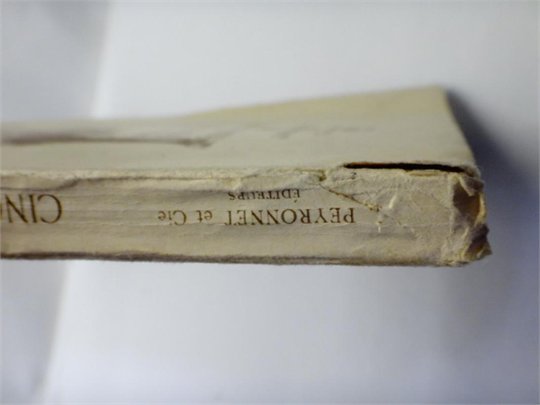 PEYRONNET et Cie
ÉDITEURS
CIN